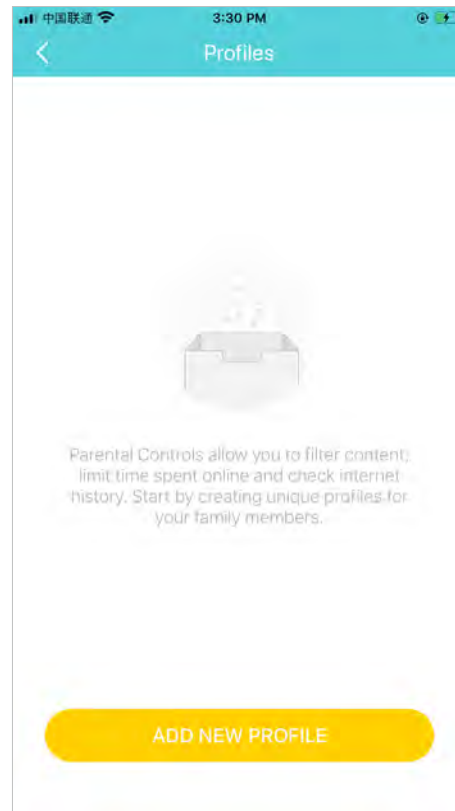 中国联通 3:30 PM
Profiles
Parental Controls allow you to filter content,
limit time spent online and check internet
history. Start by creating unique profiles for
your family members.
ADD NEW PROFILE